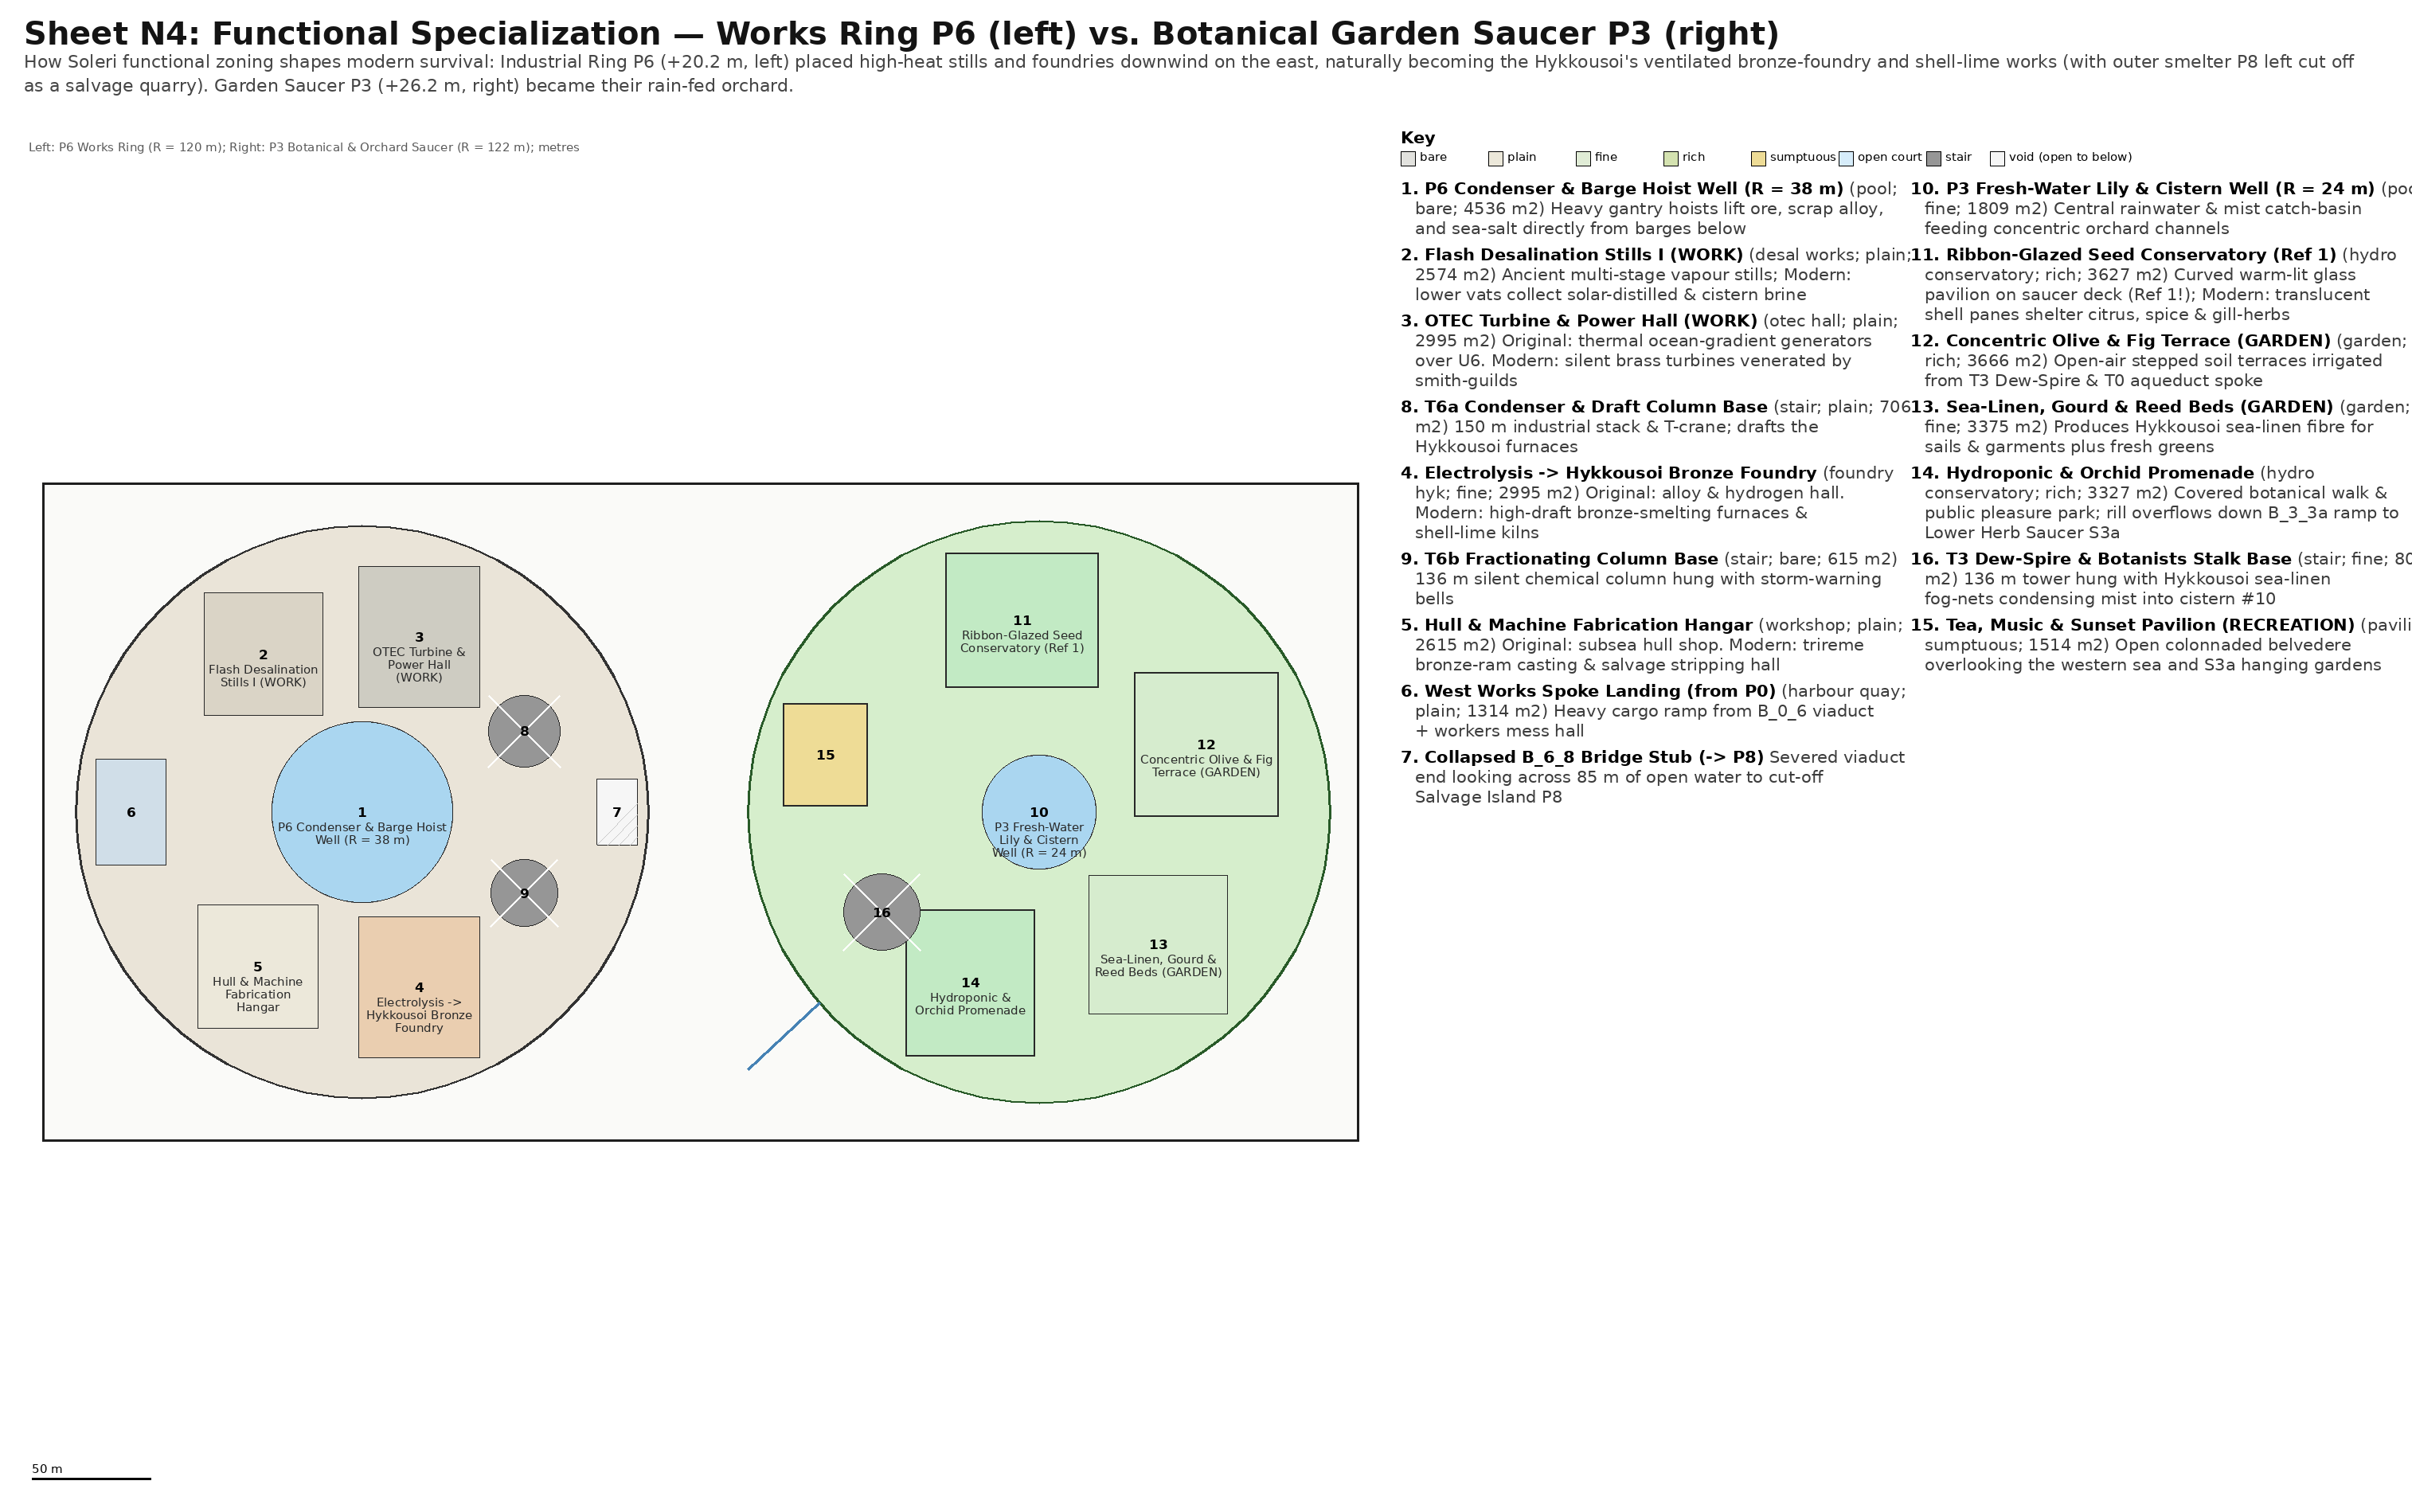 Sheet N4: Functional Specialization — Works Ring P6 (left) vs. Botanical Garden Saucer P3 (right)
How Soleri functional zoning shapes modern survival: Industrial Ring P6 (+20.2 m, left) placed high-heat stills and foundries downwind on the east, naturally becoming the Hykkousoi's ventilated bronze-foundry and shell-lime works (with outer smelter P8 left cut off
as a salvage quarry). Garden Saucer P3 (+26.2 m, right) became their rain-fed orchard.
Left: P6 Works Ring (R = 120 m); Right: P3 Botanical & Orchard Saucer (R = 122 m); metres
2
Flash Desalination
Stills I (WORK)
3
OTEC Turbine &
Power Hall
(WORK)
8
6
1
P6 Condenser & Barge Hoist
Well (R = 38 m)
7
9
5
Hull & Machine
Fabrication
Hangar
4
Electrolysis ->
Hykkousoi Bronze
Foundry
11
Ribbon-Glazed Seed
Conservatory (Ref 1)
15
12
Concentric Olive & Fig
Terrace (GARDEN)
10
P3 Fresh-Water
Lily & Cistern
Well (R = 24 m)
16
14
Hydroponic &
Orchid Promenade
13
Sea-Linen, Gourd &
Reed Beds (GARDEN)
50 m
Key
bare
plain
fine
rich
sumptuous
open court
stair
void (open to below)
1. P6 Condenser & Barge Hoist Well (R = 38 m) (pool;
bare; 4536 m2) Heavy gantry hoists lift ore, scrap alloy,
and sea-salt directly from barges below
2. Flash Desalination Stills I (WORK) (desal works; plain;
2574 m2) Ancient multi-stage vapour stills; Modern:
lower vats collect solar-distilled & cistern brine
3. OTEC Turbine & Power Hall (WORK) (otec hall; plain;
2995 m2) Original: thermal ocean-gradient generators
over U6. Modern: silent brass turbines venerated by
smith-guilds
8. T6a Condenser & Draft Column Base (stair; plain; 706
m2) 150 m industrial stack & T-crane; drafts the
Hykkousoi furnaces
4. Electrolysis -> Hykkousoi Bronze Foundry (foundry
hyk; fine; 2995 m2) Original: alloy & hydrogen hall.
Modern: high-draft bronze-smelting furnaces &
shell-lime kilns
9. T6b Fractionating Column Base (stair; bare; 615 m2)
136 m silent chemical column hung with storm-warning
bells
5. Hull & Machine Fabrication Hangar (workshop; plain;
2615 m2) Original: subsea hull shop. Modern: trireme
bronze-ram casting & salvage stripping hall
6. West Works Spoke Landing (from P0) (harbour quay;
plain; 1314 m2) Heavy cargo ramp from B_0_6 viaduct
+ workers mess hall
7. Collapsed B_6_8 Bridge Stub (-> P8) Severed viaduct
end looking across 85 m of open water to cut-off
Salvage Island P8
10. P3 Fresh-Water Lily & Cistern Well (R = 24 m)
fine; 1809 m2) Central rainwater & mist catch-basin
feeding concentric orchard channels
11. Ribbon-Glazed Seed Conservatory (Ref 1) (hydro
conservatory; rich; 3627 m2) Curved warm-lit glass
pavilion on saucer deck (Ref 1!); Modern: translucent
shell panes shelter citrus, spice & gill-herbs
12. Concentric Olive & Fig Terrace (GARDEN) (garden;
rich; 3666 m2) Open-air stepped soil terraces irrigated
from T3 Dew-Spire & T0 aqueduct spoke
13. Sea-Linen, Gourd & Reed Beds (GARDEN) (garden;
fine; 3375 m2) Produces Hykkousoi sea-linen fibre for
sails & garments plus fresh greens
14. Hydroponic & Orchid Promenade (hydro
conservatory; rich; 3327 m2) Covered botanical walk &
public pleasure park; rill overflows down B_3_3a ramp to
Lower Herb Saucer S3a
16. T3 Dew-Spire & Botanists Stalk Base (stair; fine;
m2) 136 m tower hung with Hykkousoi sea-linen
fog-nets condensing mist into cistern #10
15. Tea, Music & Sunset Pavilion (RECREATION)
sumptuous; 1514 m2) Open colonnaded belvedere
overlooking the western sea and S3a hanging gardens